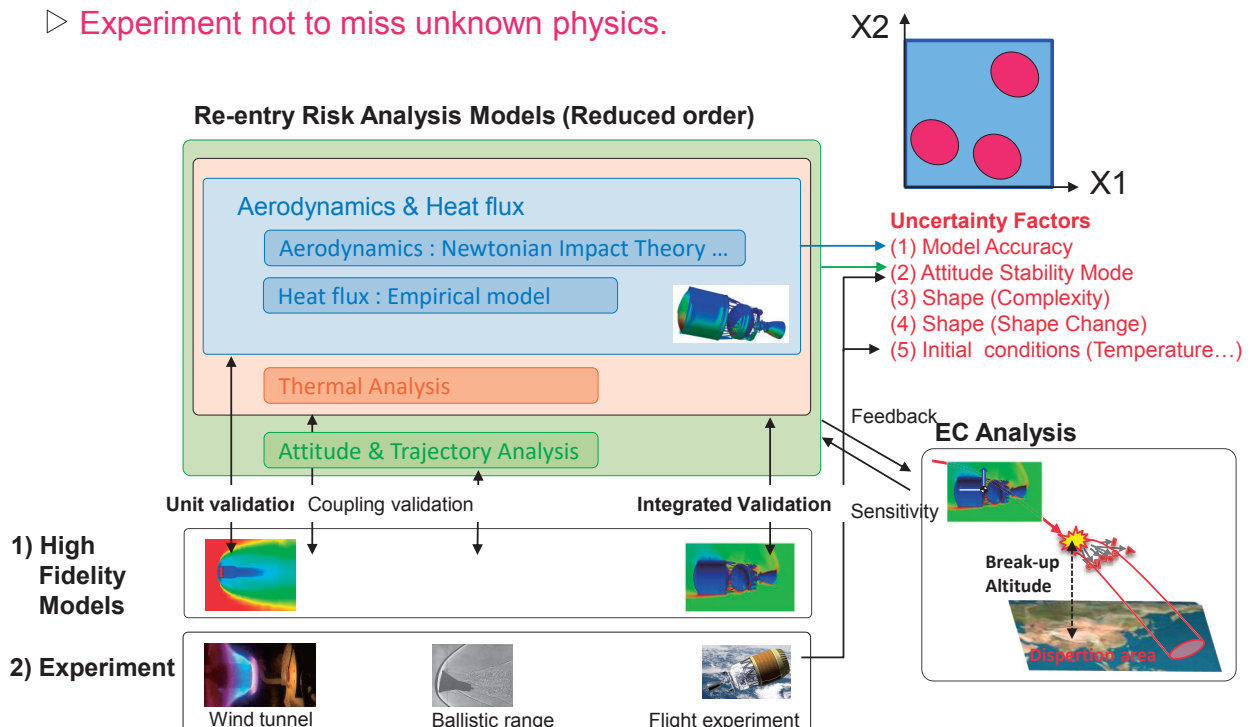 ▷ Experiment not to miss unknown physics.
X2
X1
Re-entry Risk Analysis Models (Reduced order)
Aerodynamics & Heat flux
Aerodynamics : Newtonian Impact Theory ...
Heat flux : Empirical model
Thermal Analysis
Attitude & Trajectory Analysis
Uncertainty Factors
(1) Model Accuracy
(2) Attitude Stability Mode
(3) Shape (Complexity)
(4) Shape (Shape Change)
(5) Initial conditions (Temperature…)
Feedback
Sensitivity
EC Analysis
Break-up
Altitude
Dispertion area
Unit validation
Coupling validation
Integrated Validation
1) High
Fidelity
Models
2) Experiment
Wind tunnel
Ballistic range
Flight experiment